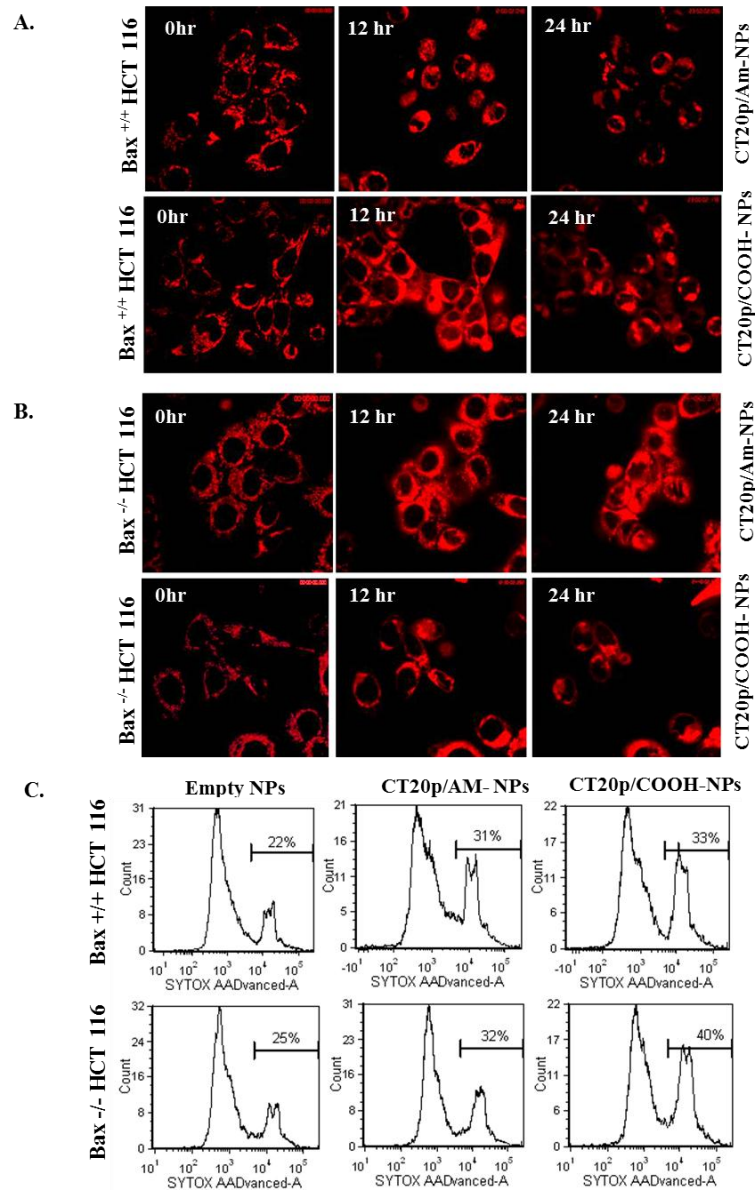 A.
Bax +/+ HCT 116
0hr
12 hr
24 hr
CT20p/Am-NPs
Bax +/+ HCT 116
0hr
12 hr
24 hr
CT20p/COOH- NPs
B.
Bax -/- HCT 116
0hr
12 hr
24 hr
CT20p/Am-NPs
Bax -/- HCT 116
0hr
12 hr
24 hr
CT20p/COOH- NPs
C.
Empty NPs
CT20p/AM- NPs
CT20p/COOH-NPs
Bax +/+ HCT 116
Count
31
23
16
8
0
22%
10¹ 10² 10³ 10⁴ 10⁵
SYTOX AADvanced-A
Count
21
16
11
5
0
31%
-10¹ 10² 10³ 10⁴ 10⁵
SYTOX AADvanced-A
Count
22
17
11
6
0
33%
-10¹ 10² 10³ 10⁴ 10⁵
SYTOX AADvanced-A
Bax -/- HCT 116
Count
32
24
16
8
0
25%
10¹ 10² 10³ 10⁴ 10⁵
SYTOX AADvanced-A
Count
31
23
16
8
0
32%
10¹ 10² 10³ 10⁴ 10⁵
SYTOX AADvanced-A
Count
22
17
11
6
0
40%
10¹ 10² 10³ 10⁴ 10⁵
SYTOX AADvanced-A